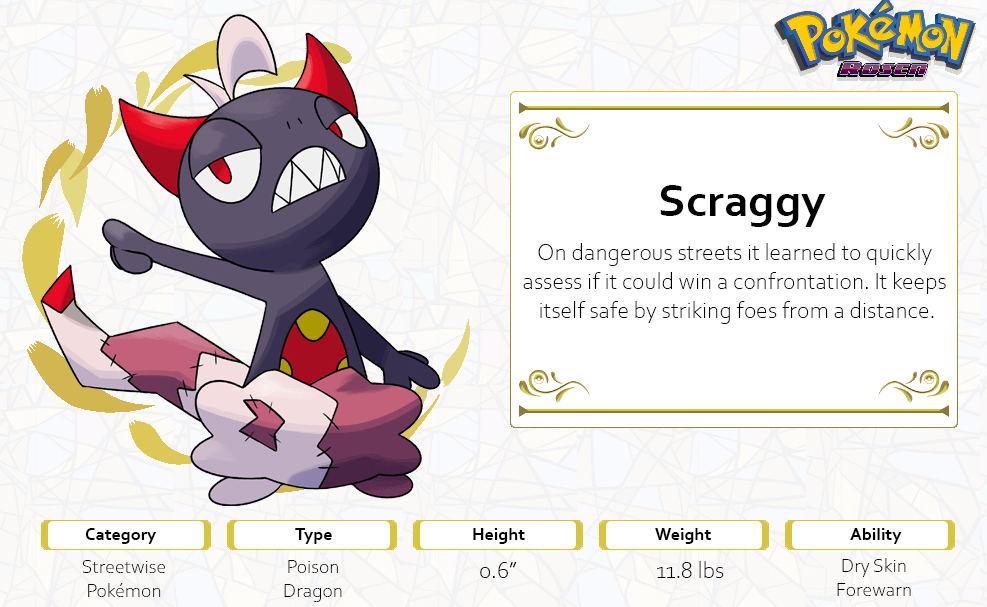 POKéMON
Rosen
Scraggy
On dangerous streets it learned to quickly
assess if it could win a confrontation. It keeps
itself safe by striking foes from a distance.
Category
Type
Height
Weight
Ability
Streetwise
Pokémon
Poison
Dragon
0.6”
11.8 lbs
Dry Skin
Forewarn